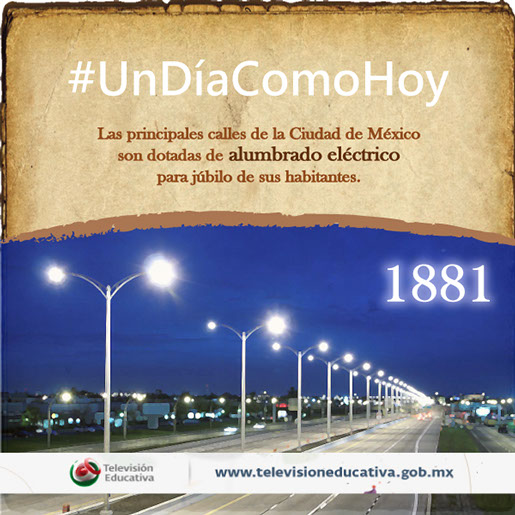 #UnDíaComoHoy
Las principales calles de la Ciudad de México
son dotadas de alumbrado eléctrico
para júbilo de sus habitantes.
1881
Televisión
Educativa
www.televisioneducativa.gob.mx